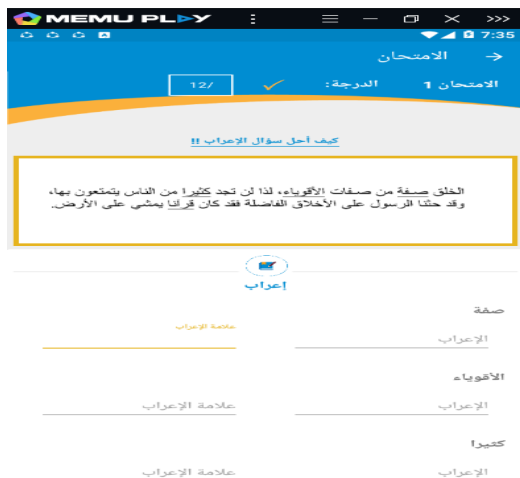 MEMU PLAY
7:35
الامتحان
الامتحان 1 الدرجة: 12/
كيف أحل سؤال الإعراب !!
الخلق صفة من صفات الأقوياء، لذا لن تجد كثيرا من الناس يتمتعون بها،
وقد حثنا الرسول على الأخلاق الفاضلة فقد كان قرآنا يمشي على الأرض.
إعراب
صفة
الإعراب علامة الإعراب
الأقوياء
الإعراب علامة الإعراب
كثيرا
الإعراب علامة الإعراب